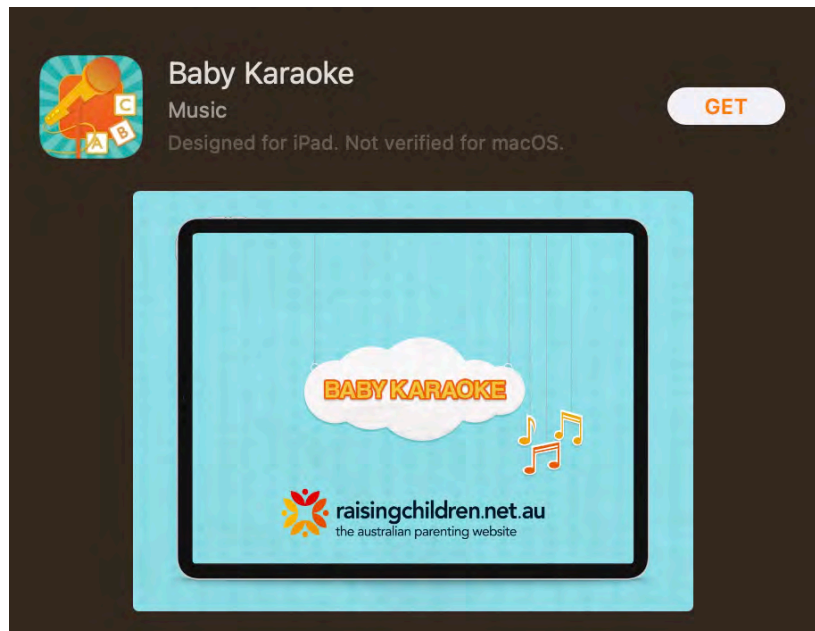 Baby Karaoke
Music
GET
Designed for iPad. Not verified for macOS.
C
A B
BABY KARAOKE
raisingchildren.net.au
the australian parenting website